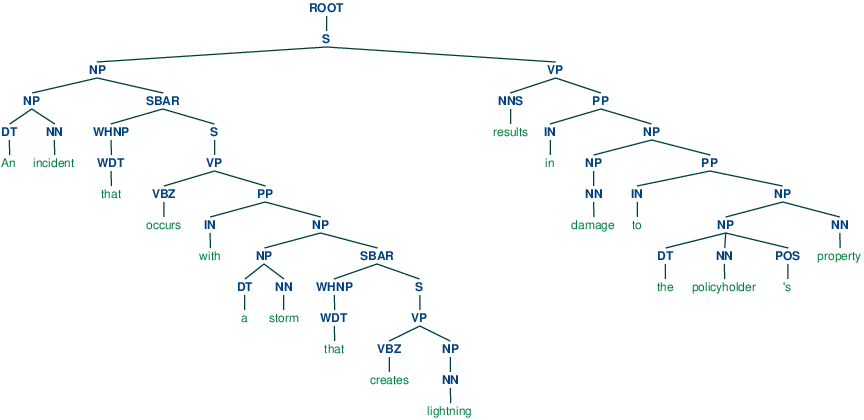 ROOT
S
NP VP
NP SBAR NNS PP
DT NN WHNP S results IN NP
An incident WDT VP in NP PP
that VBZ PP NN IN NP
occurs IN NP damage to NP NN
with NP SBAR DT NN POS property
DT NN WHNP S the policyholder 's
a storm WDT VP
that VBZ NP
creates NN
lightning